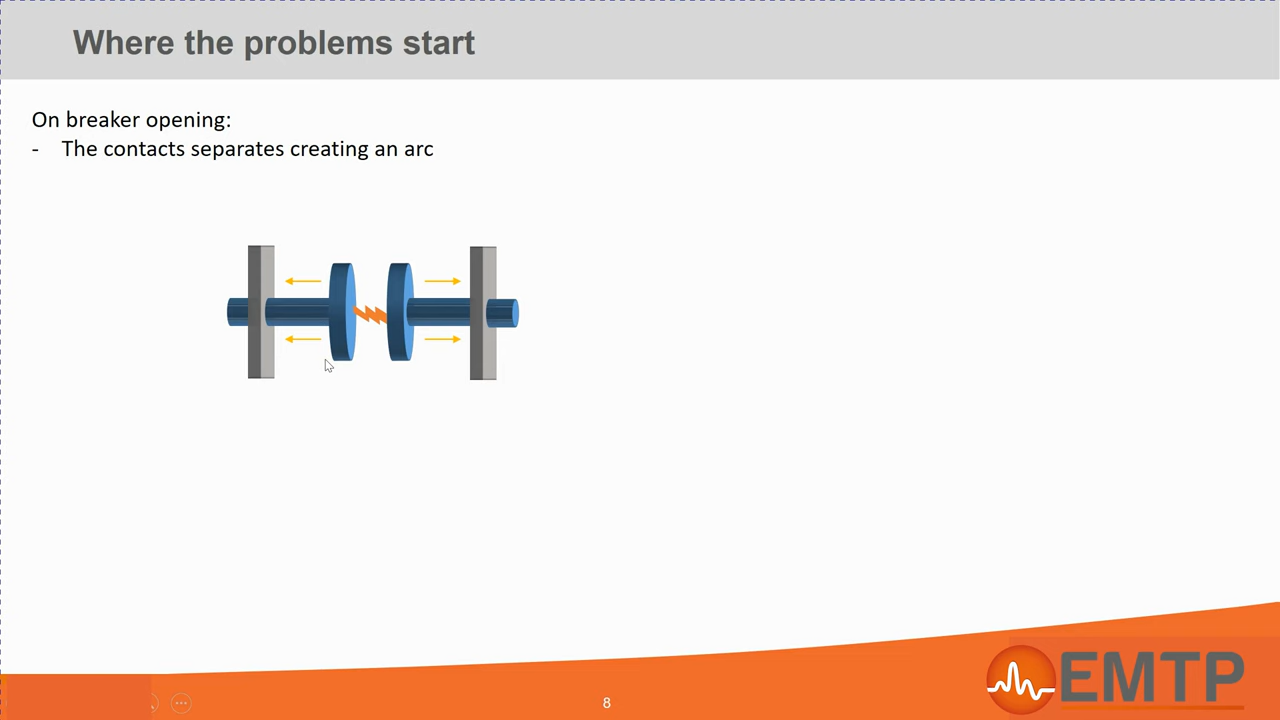 Where the problems start
On breaker opening:
- The contacts separates creating an arc
8
EMTP